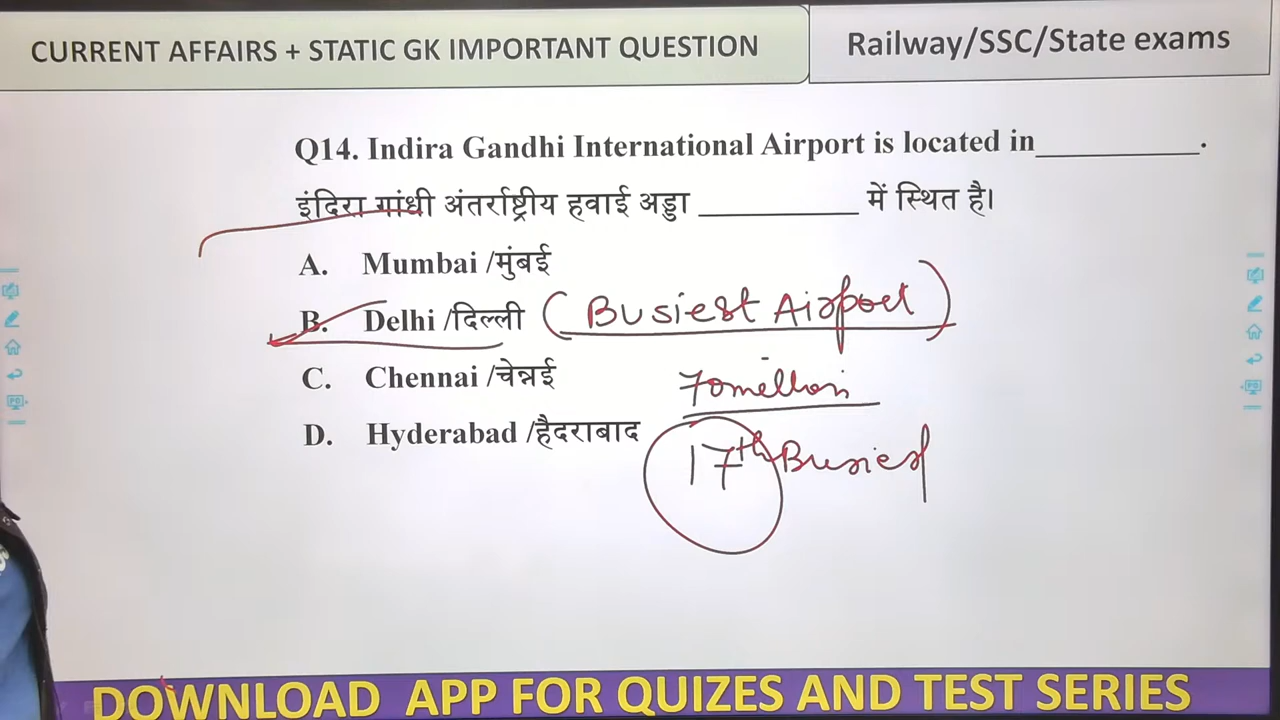 CURRENT AFFAIRS + STATIC GK IMPORTANT QUESTION
Railway/SSC/State exams
Q14. Indira Gandhi International Airport is located in__________.
इंदिरा गांधी अंतर्राष्ट्रीय हवाई अड्डा __________ में स्थित है।
A. Mumbai /मुंबई
B. Delhi /दिल्ली (Busiest Airport)
C. Chennai /चेन्नई
70 million
D. Hyderabad /हैदराबाद
17th Busiest
DOWNLOAD APP FOR QUIZES AND TEST SERIES